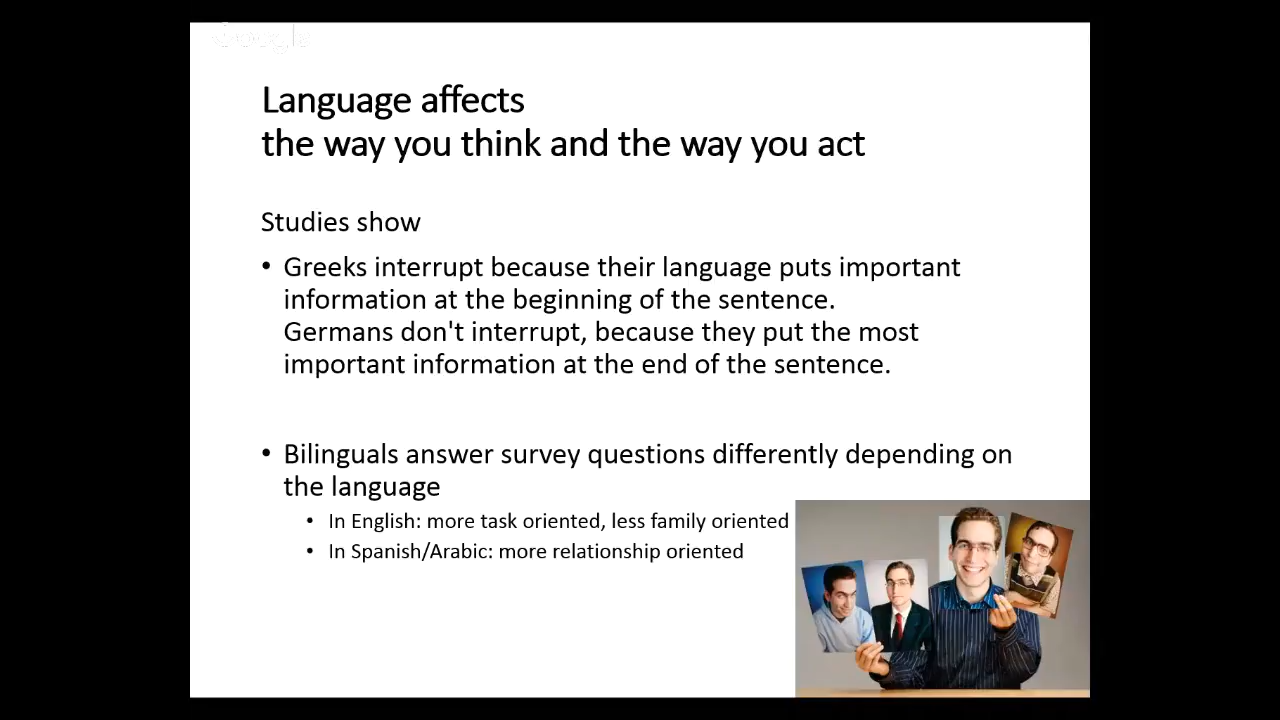 Google
Language affects
the way you think and the way you act
Studies show
• Greeks interrupt because their language puts important
information at the beginning of the sentence.
Germans don't interrupt, because they put the most
important information at the end of the sentence.
• Bilinguals answer survey questions differently depending on
the language
• In English: more task oriented, less family oriented
• In Spanish/Arabic: more relationship oriented